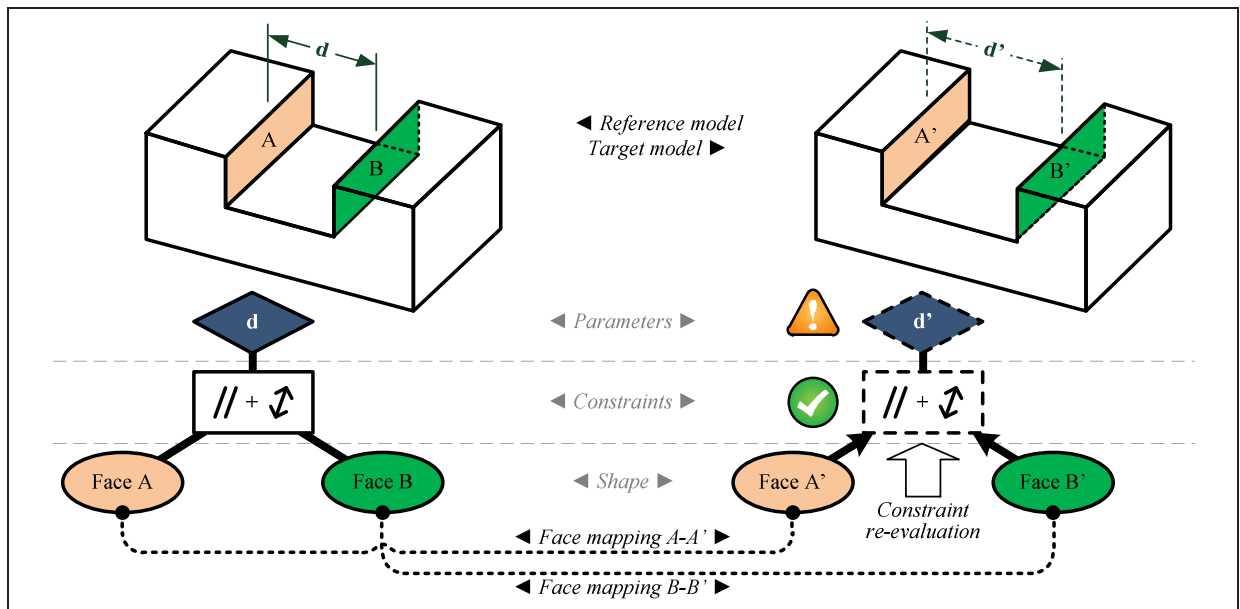 d
d’
A
B
◄ Reference model
Target model ►
A’
B’
d
◄ Parameters ►
!
d’
// + ↕
◄ Constraints ►
// + ↕
Face A
Face B
◄ Shape ►
Face A’
Face B’
Constraint
re-evaluation
◄ Face mapping A-A’ ►
◄ Face mapping B-B’ ►